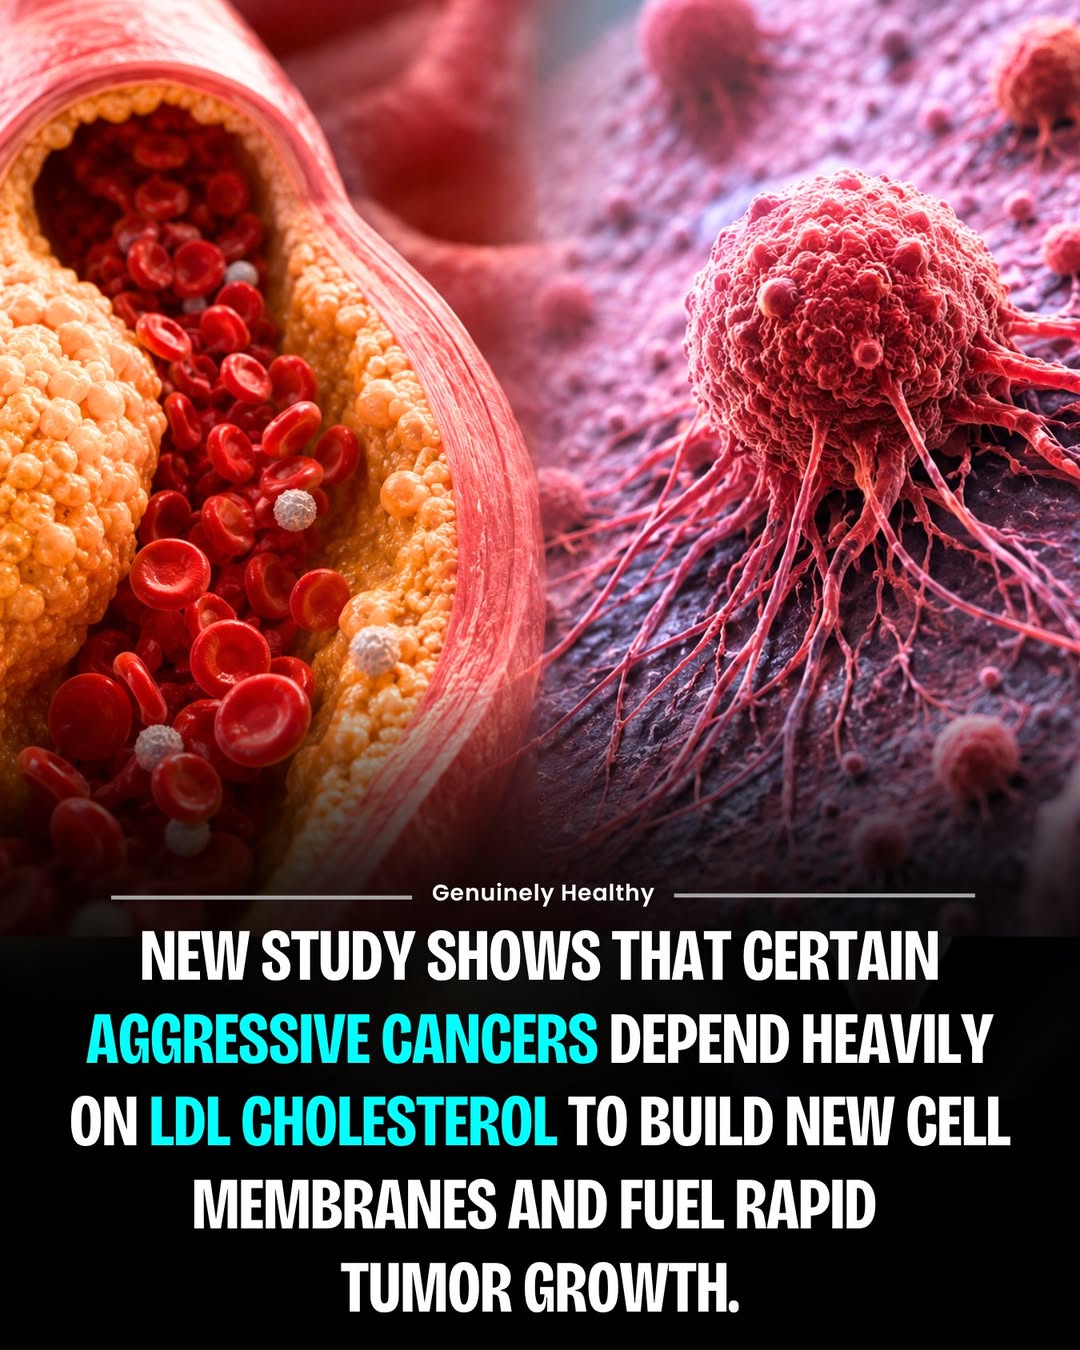 Genuinely Healthy
NEW STUDY SHOWS THAT CERTAIN
AGGRESSIVE CANCERS DEPEND HEAVILY
ON LDL CHOLESTEROL TO BUILD NEW CELL
MEMBRANES AND FUEL RAPID
TUMOR GROWTH.